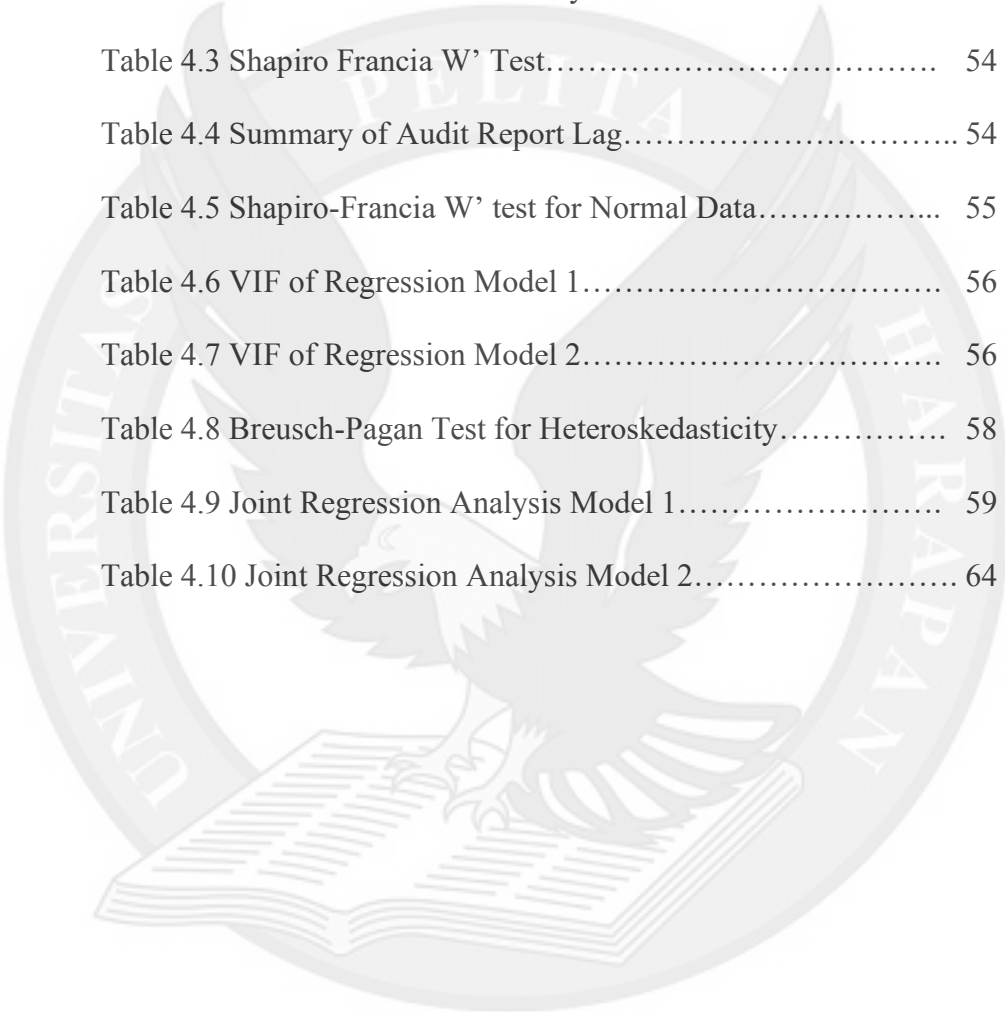 Table 4.3 Shapiro Francia W’ Test………………………………. 54
Table 4.4 Summary of Audit Report Lag………………………….. 54
Table 4.5 Shapiro-Francia W’ test for Normal Data……………... 55
Table 4.6 VIF of Regression Model 1……………………………. 56
Table 4.7 VIF of Regression Model 2……………………………. 56
Table 4.8 Breusch-Pagan Test for Heteroskedasticity……………. 58
Table 4.9 Joint Regression Analysis Model 1……………………. 59
Table 4.10 Joint Regression Analysis Model 2……………………. 64
UNIVERSITAS PELITA HARAPAN